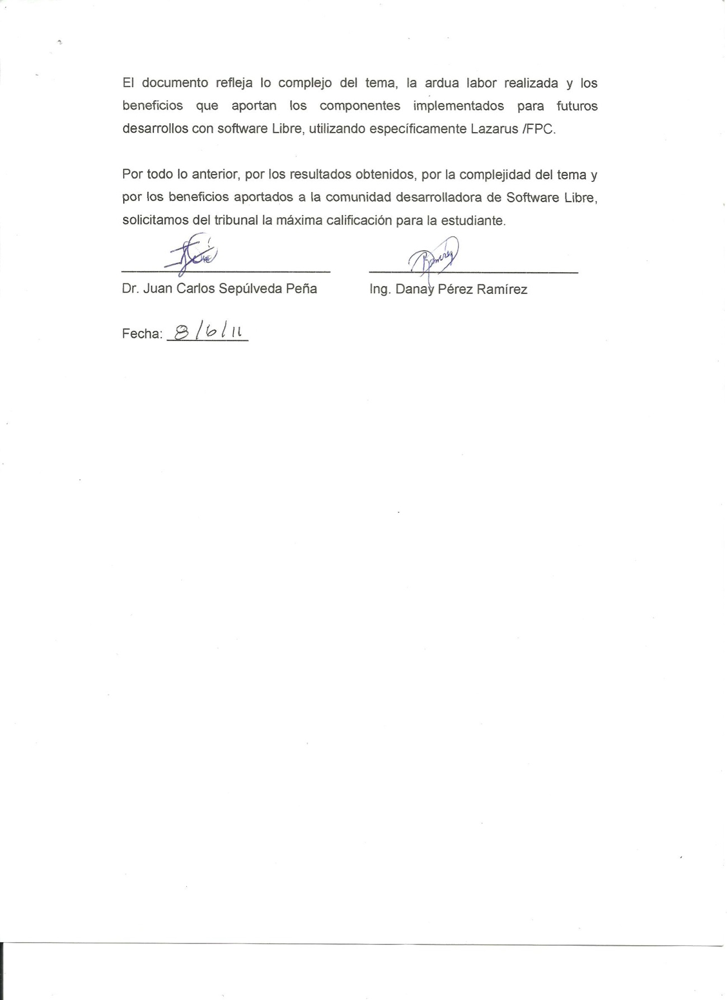 El documento refleja lo complejo del tema, la ardua labor realizada y los
beneficios que aportan los componentes implementados para futuros
desarrollos con software Libre, utilizando específicamente Lazarus /FPC.
Por todo lo anterior, por los resultados obtenidos, por la complejidad del tema y
por los beneficios aportados a la comunidad desarrolladora de Software Libre,
solicitamos del tribunal la máxima calificación para la estudiante.
Ramírez
Dr. Juan Carlos Sepúlveda Peña Ing. Danay Pérez Ramírez
Fecha: 8/6/11